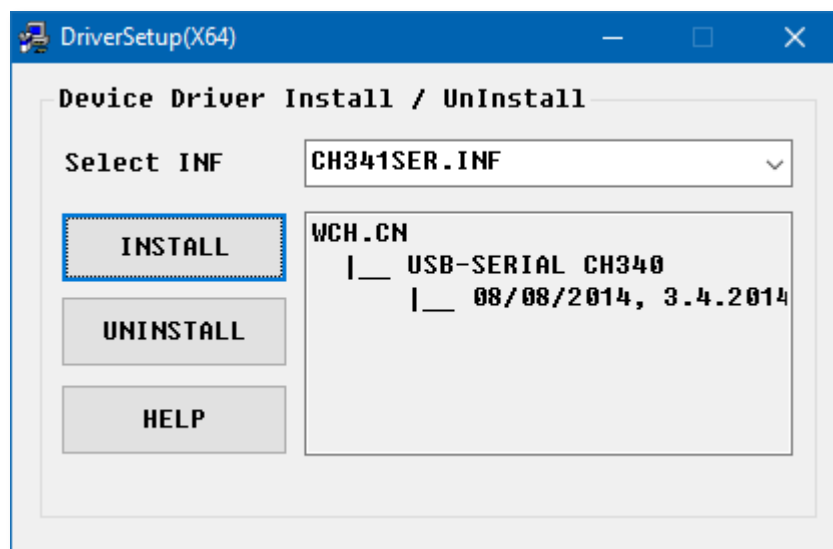 DriverSetup(X64)
Device Driver Install / UnInstall
Select INF
CH341SER.INF
INSTALL
UNINSTALL
HELP
WCH.CN
|__ USB-SERIAL CH340
|__ 08/08/2014, 3.4.2014